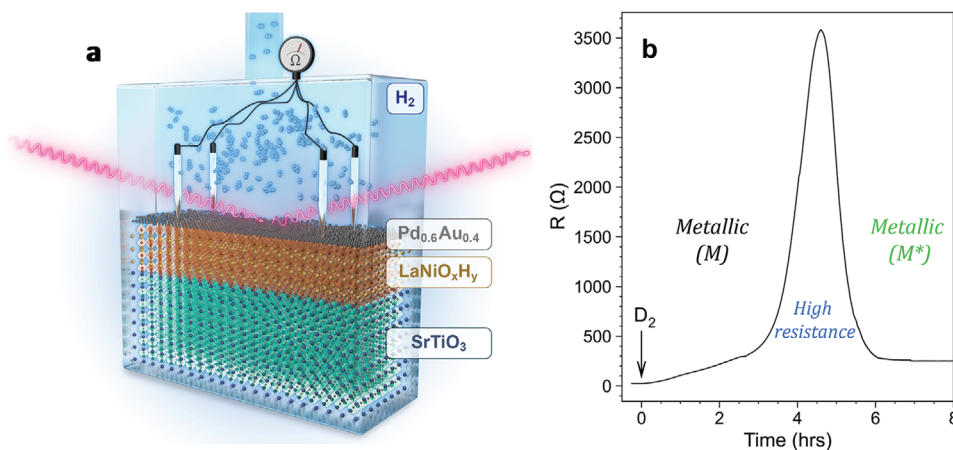 a
Ω
H₂
Pd₀.₆Au₀.₄
LaNiOₓHᵧ
SrTiO₃
b
R (Ω)
3500
3000
2500
2000
1500
1000
500
0
Metallic
(M)
Metallic
(M*)
High
resistance
D₂
0 2 4 6 8
Time (hrs)